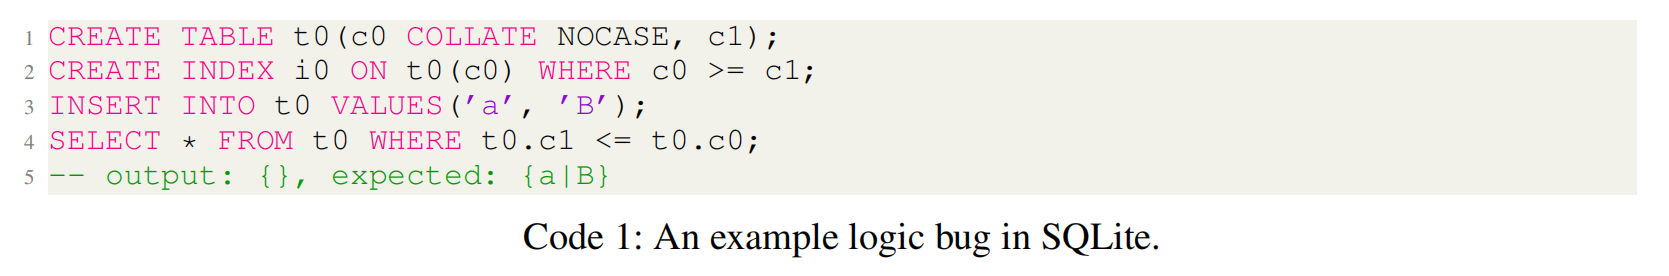 1 CREATE TABLE t0(c0 COLLATE NOCASE, c1);
2 CREATE INDEX i0 ON t0(c0) WHERE c0 >= c1;
3 INSERT INTO t0 VALUES(’a’, ’B’);
4 SELECT * FROM t0 WHERE t0.c1 <= t0.c0;
5 -- output: {}, expected: {a|B}
Code 1: An example logic bug in SQLite.